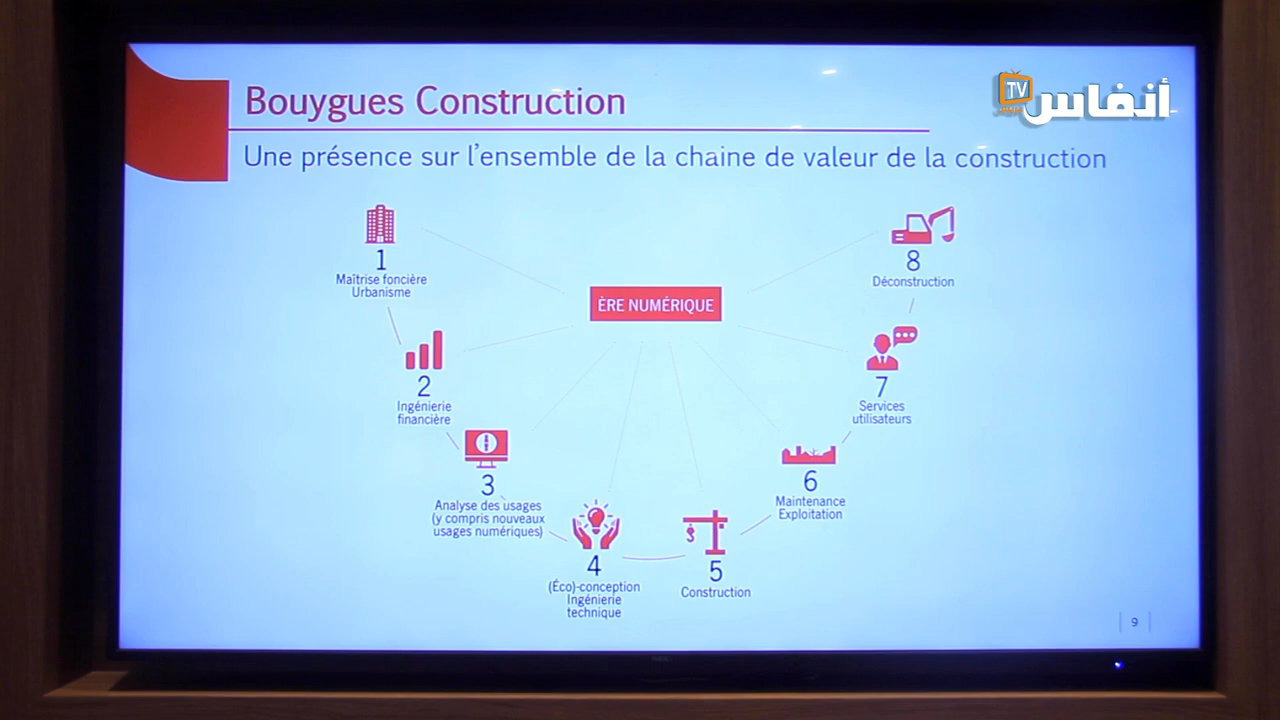 Bouygues Construction
TV أنفاس
Une présence sur l'ensemble de la chaine de valeur de la construction
1
Maîtrise foncière
Urbanisme
8
Déconstruction
ÈRE NUMÉRIQUE
2
Ingénierie
financière
7
Services
utilisateurs
3
Analyse des usages
(y compris nouveaux
usages numériques)
6
Maintenance
Exploitation
4
(Éco)-conception
Ingénierie
technique
5
Construction
9
NEC